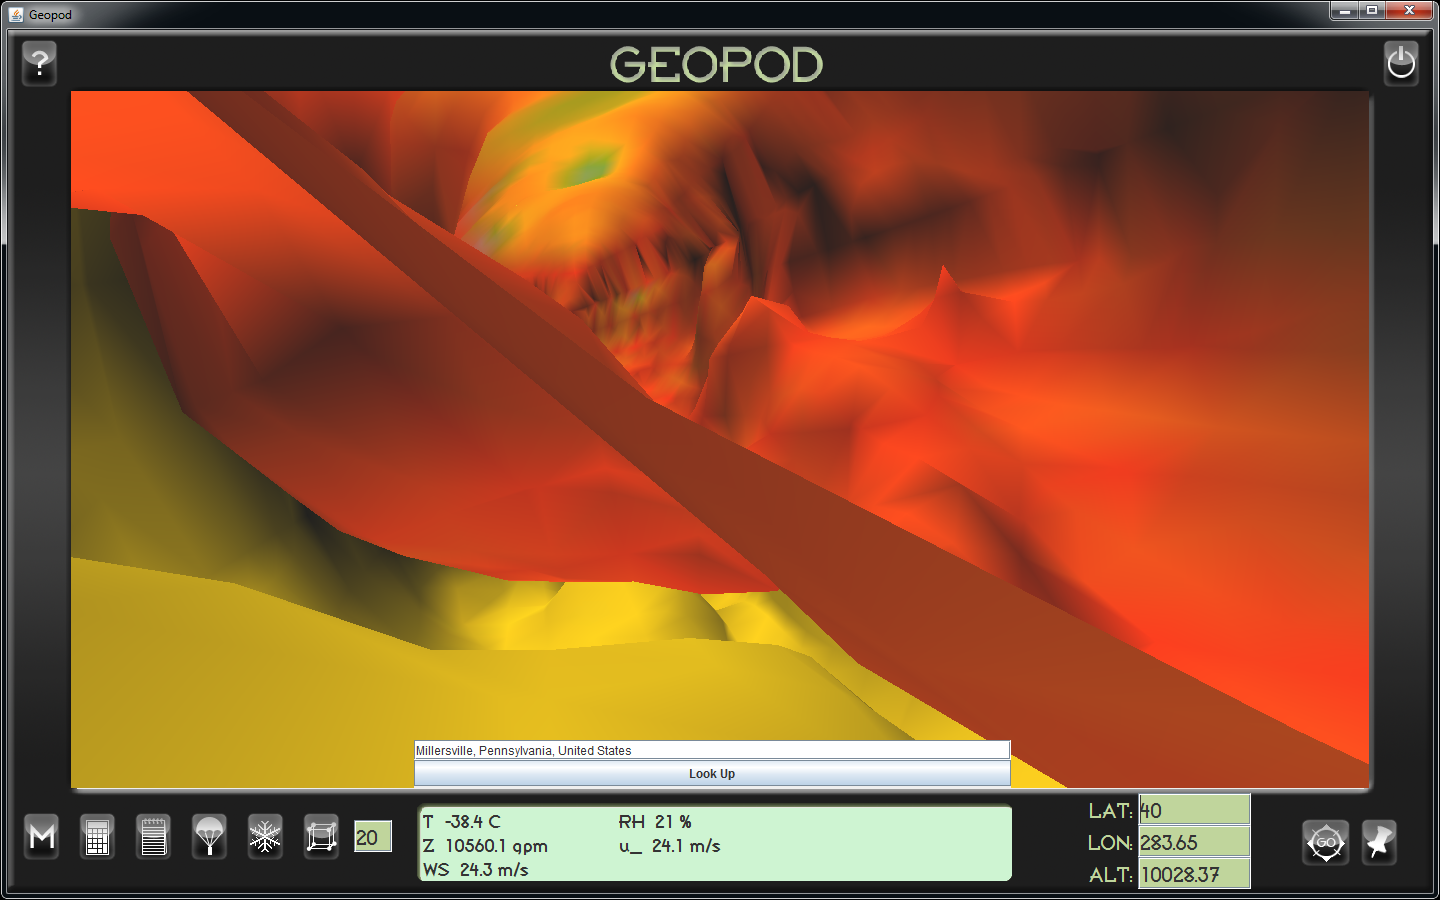 Geopod
?
GEOPOD
Millersville, Pennsylvania, United States
Look Up
M
20
T -38.4 C RH 21 %
Z 10560.1 gpm u_ 24.1 m/s
WS 24.3 m/s
LAT: 40
LON: 283.65
ALT: 10028.37
GO